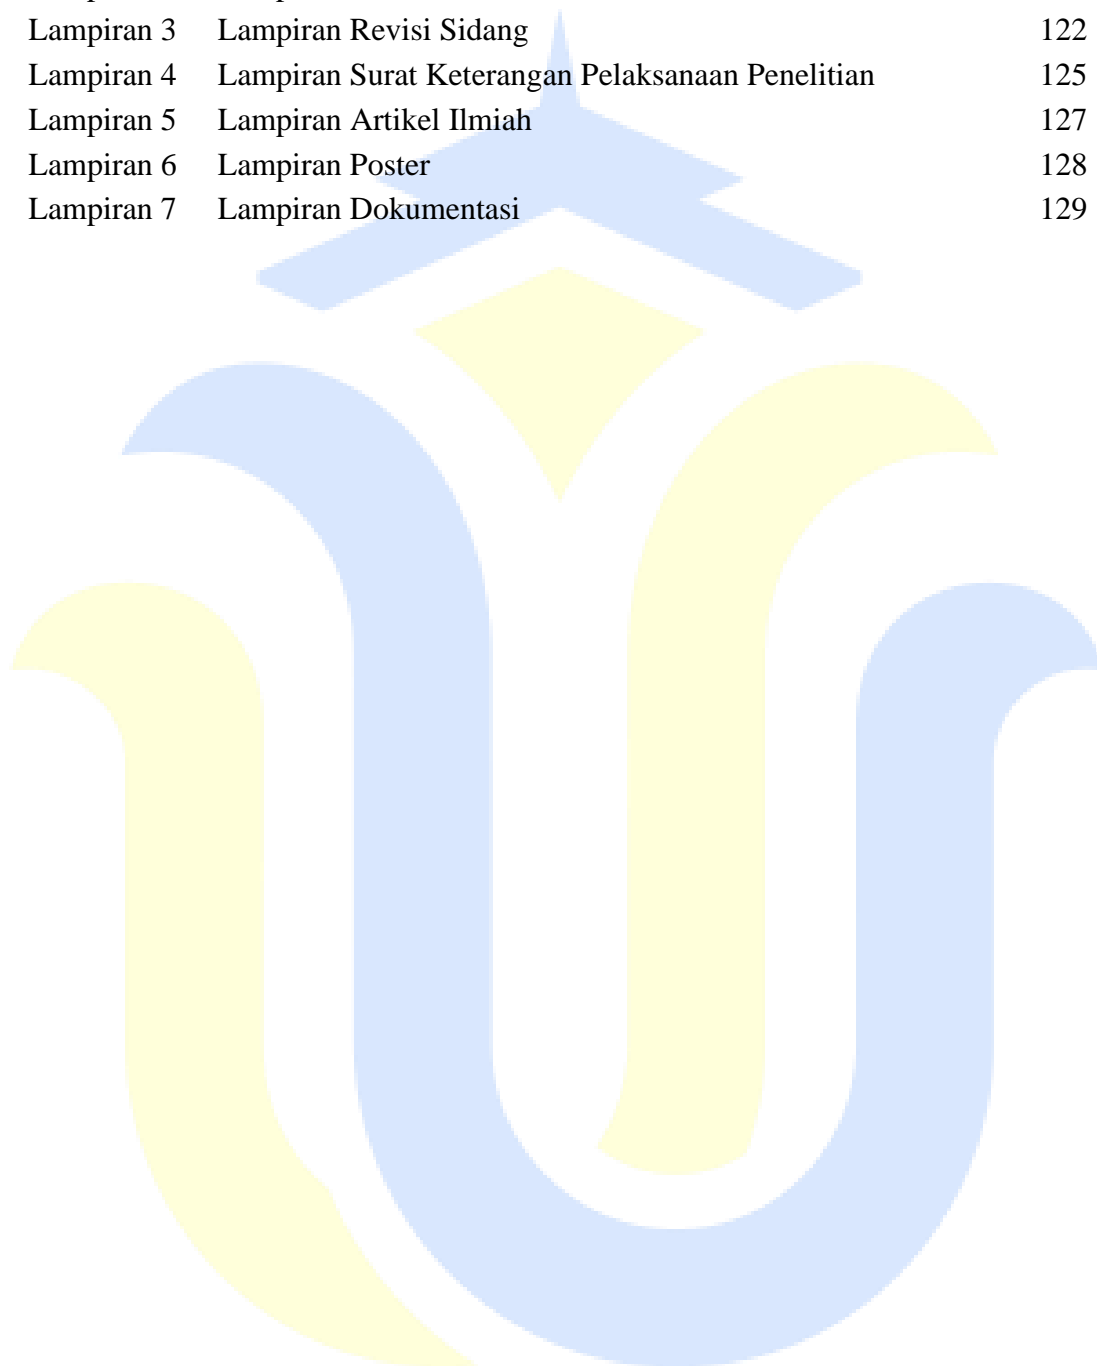 Lampiran 3 Lampiran Revisi Sidang 122
Lampiran 4 Lampiran Surat Keterangan Pelaksanaan Penelitian 125
Lampiran 5 Lampiran Artikel Ilmiah 127
Lampiran 6 Lampiran Poster 128
Lampiran 7 Lampiran Dokumentasi 129